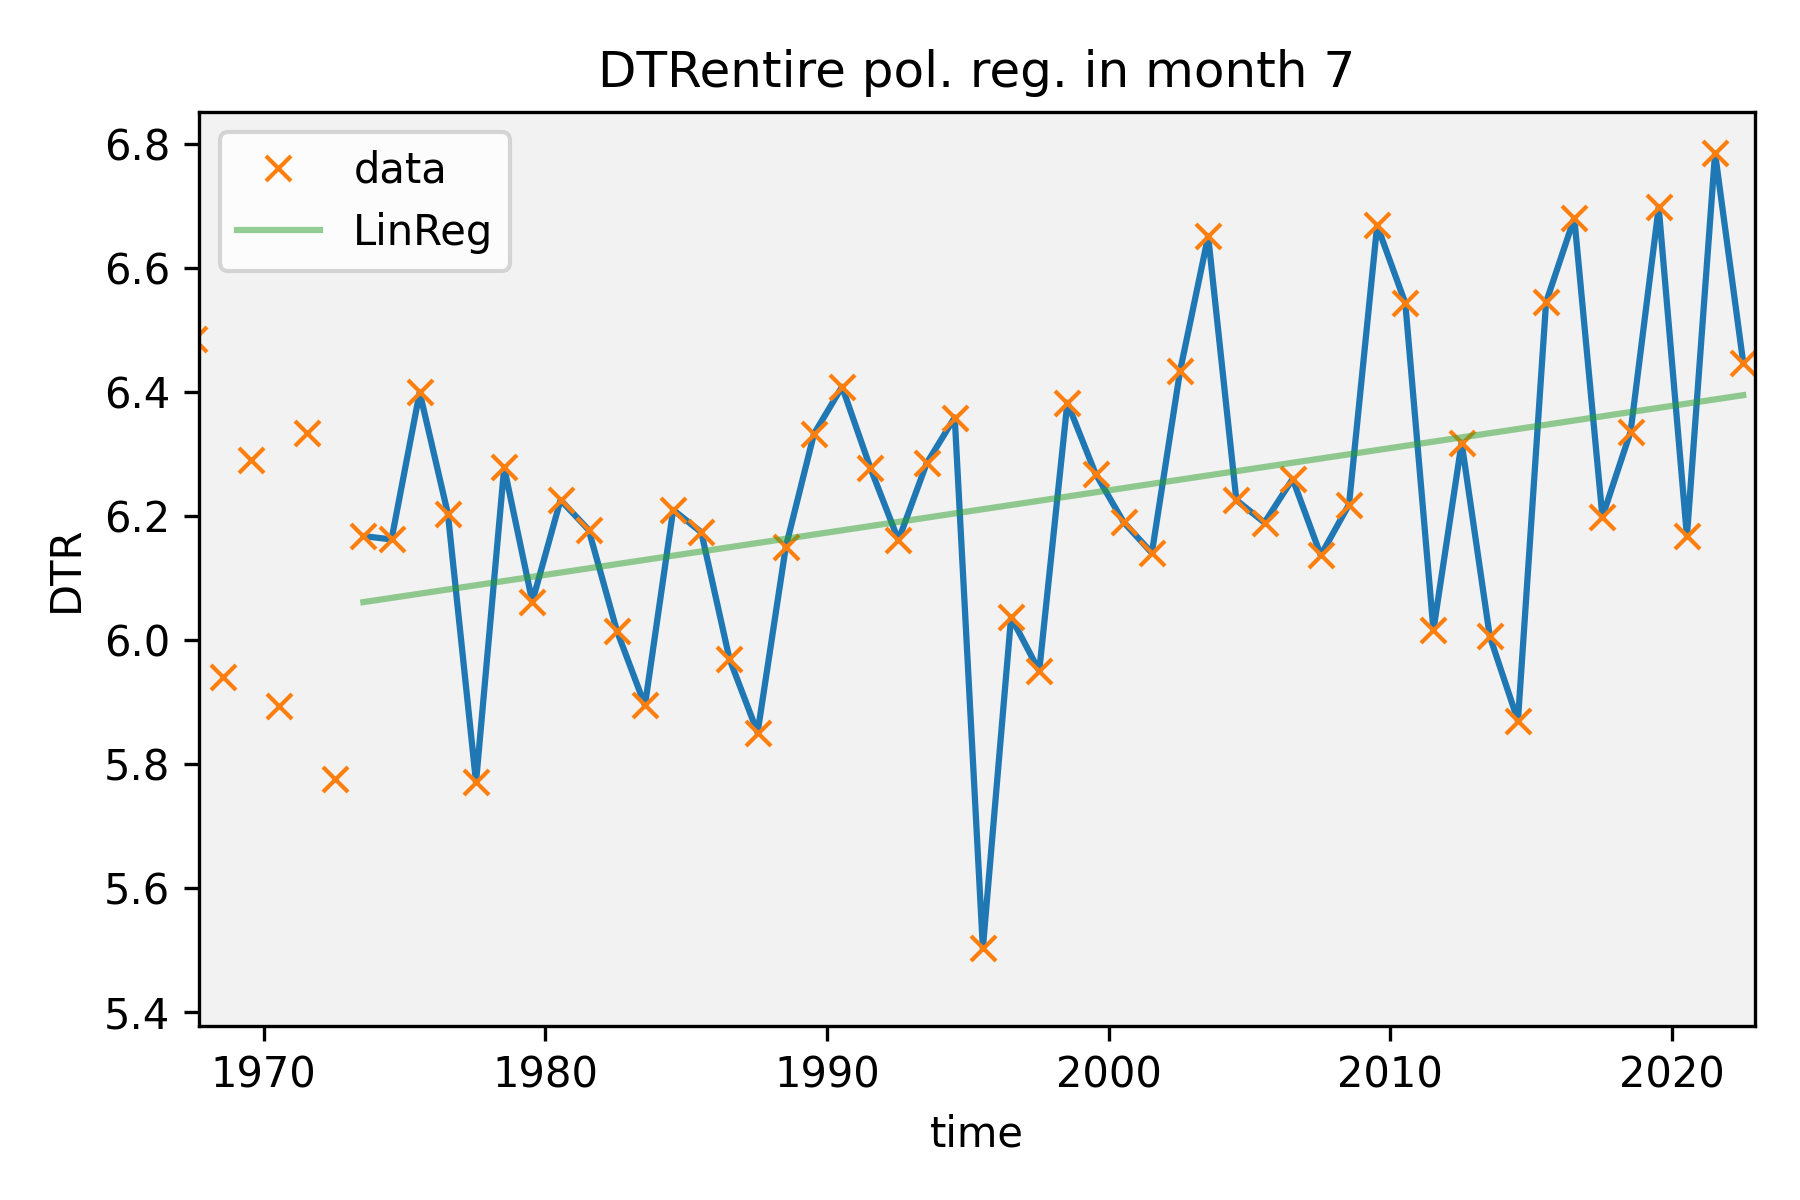 DTRentire pol. reg. in month 7
data
LinReg
6.8
6.6
6.4
6.2
6.0
5.8
5.6
5.4
DTR
1970 1980 1990 2000 2010 2020
time